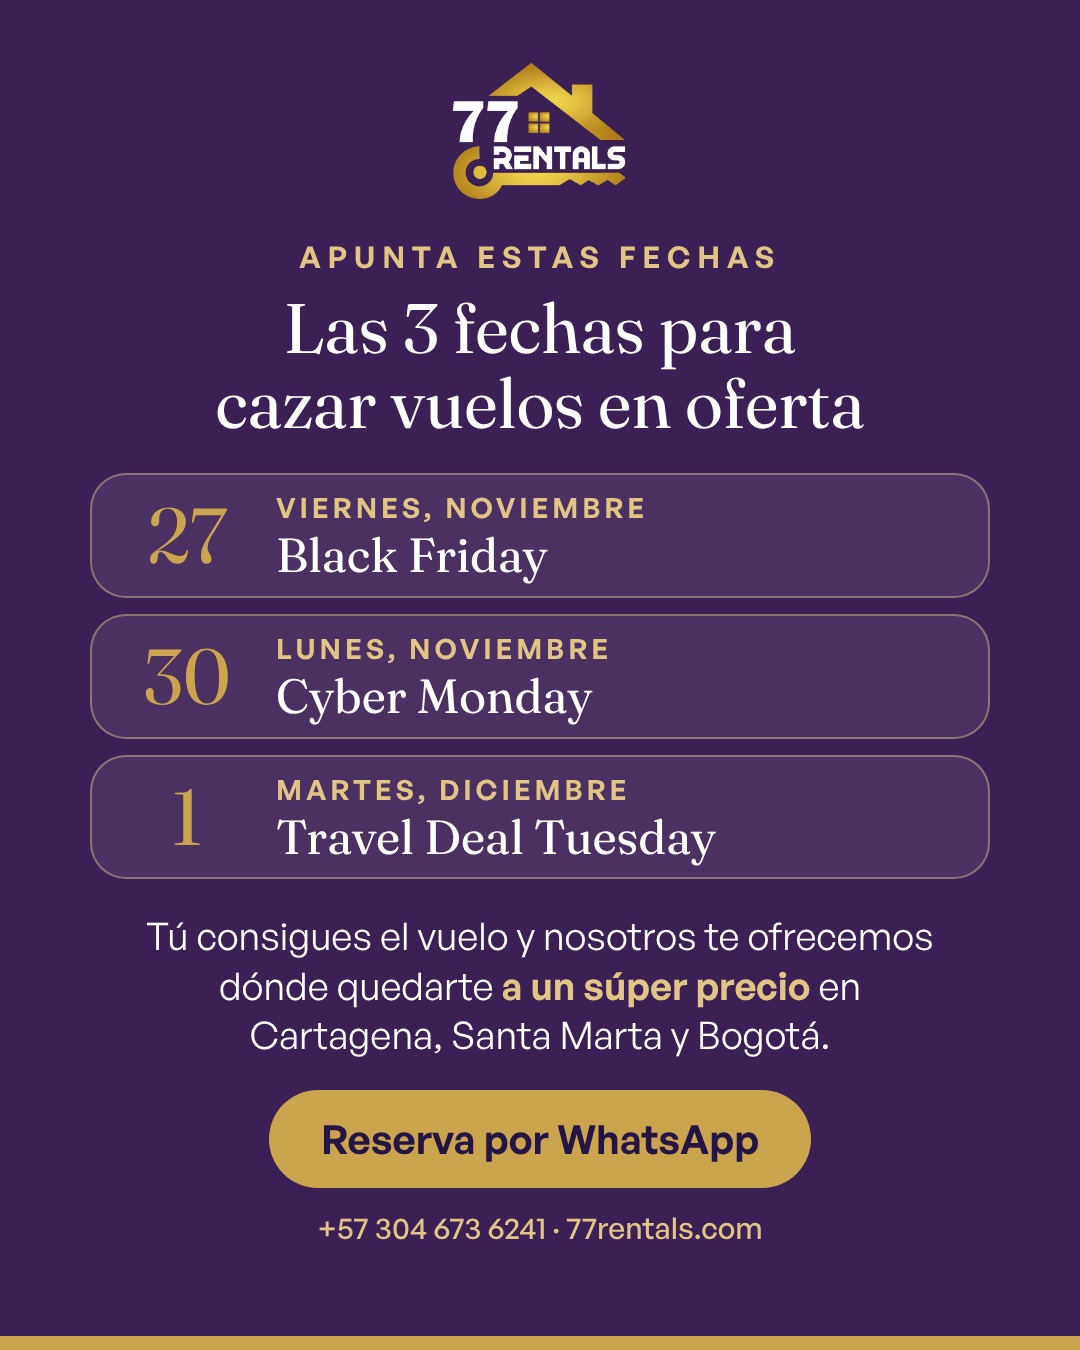 77
RENTALS
APUNTA ESTAS FECHAS
Las 3 fechas para
cazar vuelos en oferta
27
VIERNES, NOVIEMBRE
Black Friday
30
LUNES, NOVIEMBRE
Cyber Monday
1
MARTES, DICIEMBRE
Travel Deal Tuesday
Tú consigues el vuelo y nosotros te ofrecemos
dónde quedarte a un súper precio en
Cartagena, Santa Marta y Bogotá.
Reserva por WhatsApp
+57 304 673 6241 · 77rentals.com